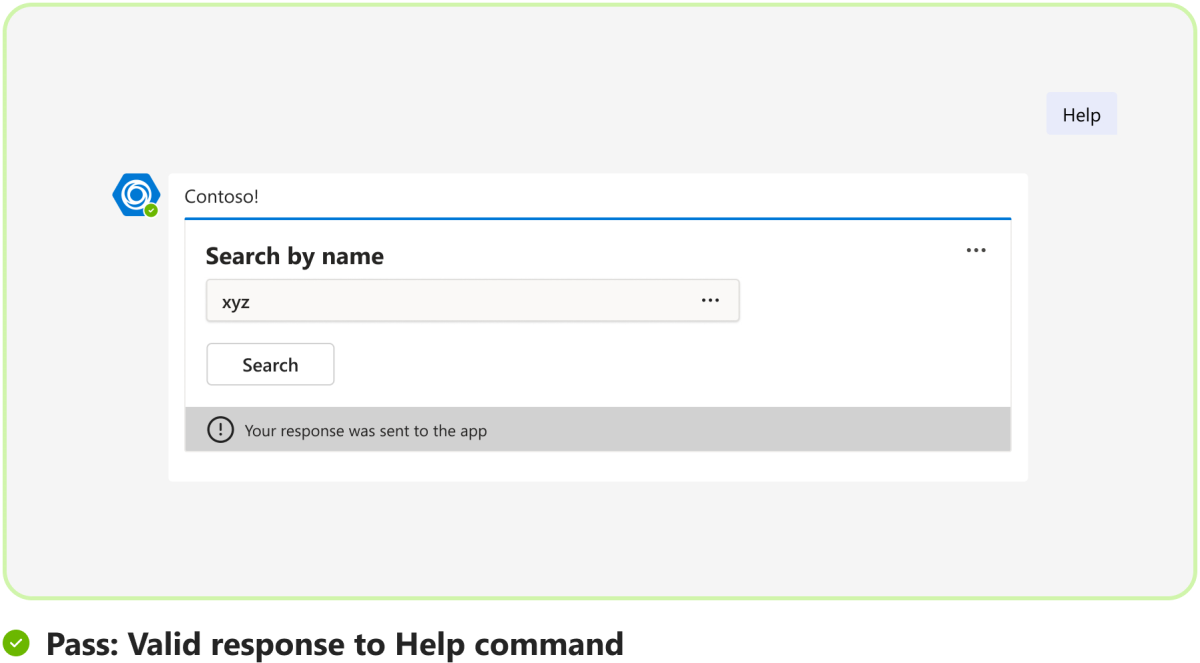 Help
Contoso!
Search by name
xyz
Search
Your response was sent to the app
Pass: Valid response to Help command